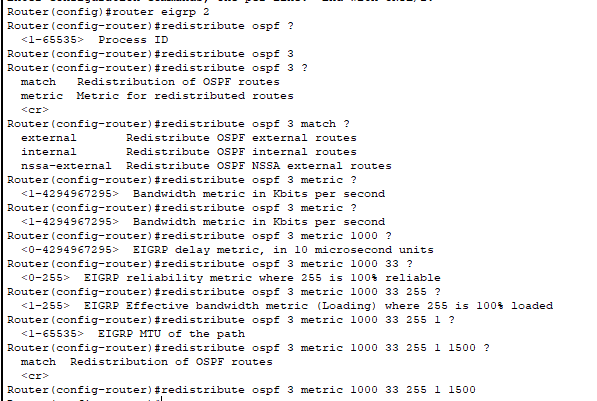 Router(config)#router eigrp 2
Router(config-router)#redistribute ospf ?
<1-65535> Process ID
Router(config-router)#redistribute ospf 3
Router(config-router)#redistribute ospf 3 ?
match Redistribution of OSPF routes
metric Metric for redistributed routes
<cr>
Router(config-router)#redistribute ospf 3 match ?
external Redistribute OSPF external routes
internal Redistribute OSPF internal routes
nssa-external Redistribute OSPF NSSA external routes
Router(config-router)#redistribute ospf 3 metric ?
<1-4294967295> Bandwidth metric in Kbits per second
Router(config-router)#redistribute ospf 3 metric ?
<1-4294967295> Bandwidth metric in Kbits per second
Router(config-router)#redistribute ospf 3 metric 1000 ?
<0-4294967295> EIGRP delay metric, in 10 microsecond units
Router(config-router)#redistribute ospf 3 metric 1000 33 ?
<0-255> EIGRP reliability metric where 255 is 100% reliable
Router(config-router)#redistribute ospf 3 metric 1000 33 255 ?
<1-255> EIGRP Effective bandwidth metric (Loading) where 255 is 100% loaded
Router(config-router)#redistribute ospf 3 metric 1000 33 255 1 ?
<1-65535> EIGRP MTU of the path
Router(config-router)#redistribute ospf 3 metric 1000 33 255 1 1500 ?
match Redistribution of OSPF routes
<cr>
Router(config-router)#redistribute ospf 3 metric 1000 33 255 1 1500